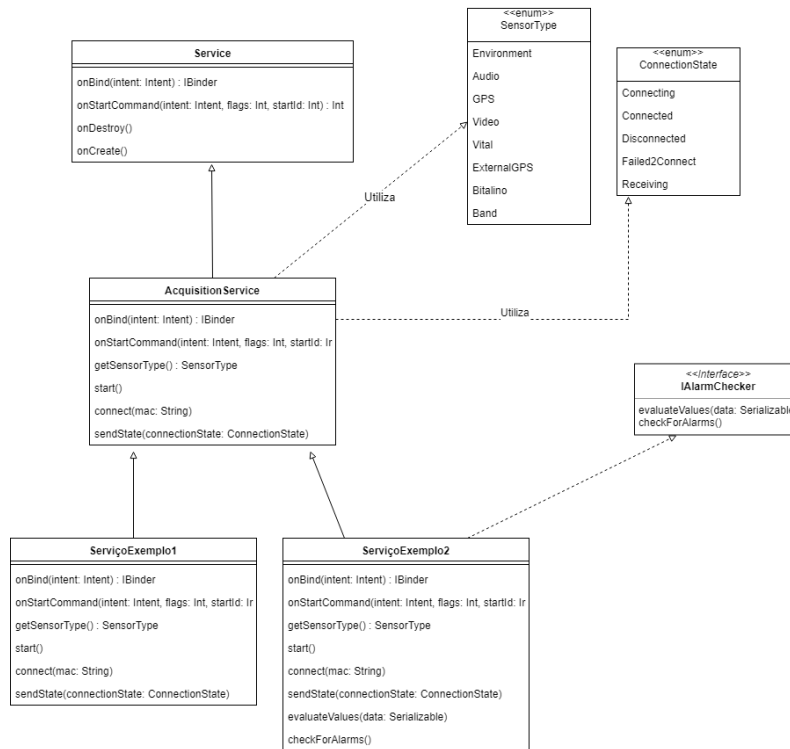 <<enum>>
SensorType
Environment
Audio
GPS
Video
Vital
ExternalGPS
Bitalino
Band
<<enum>>
ConnectionState
Connecting
Connected
Disconnected
Failed2Connect
Receiving
Service
onBind(intent: Intent) : IBinder
onStartCommand(intent: Intent, flags: Int, startId: Int) : Int
onDestroy()
onCreate()
Utiliza
AcquisitionService
onBind(intent: Intent) : IBinder
onStartCommand(intent: Intent, flags: Int, startId: Ir
getSensorType() : SensorType
start()
connect(mac: String)
sendState(connectionState: ConnectionState)
Utiliza
<<Interface>>
IAlarmChecker
evaluateValues(data: Serializable
checkForAlarms()
ServiçoExemplo1
onBind(intent: Intent) : IBinder
onStartCommand(intent: Intent, flags: Int, startId: Ir
getSensorType() : SensorType
start()
connect(mac: String)
sendState(connectionState: ConnectionState)
ServiçoExemplo2
onBind(intent: Intent) : IBinder
onStartCommand(intent: Intent, flags: Int, startId: Ir
getSensorType() : SensorType
start()
connect(mac: String)
sendState(connectionState: ConnectionState)
evaluateValues(data: Serializable)
checkForAlarms()